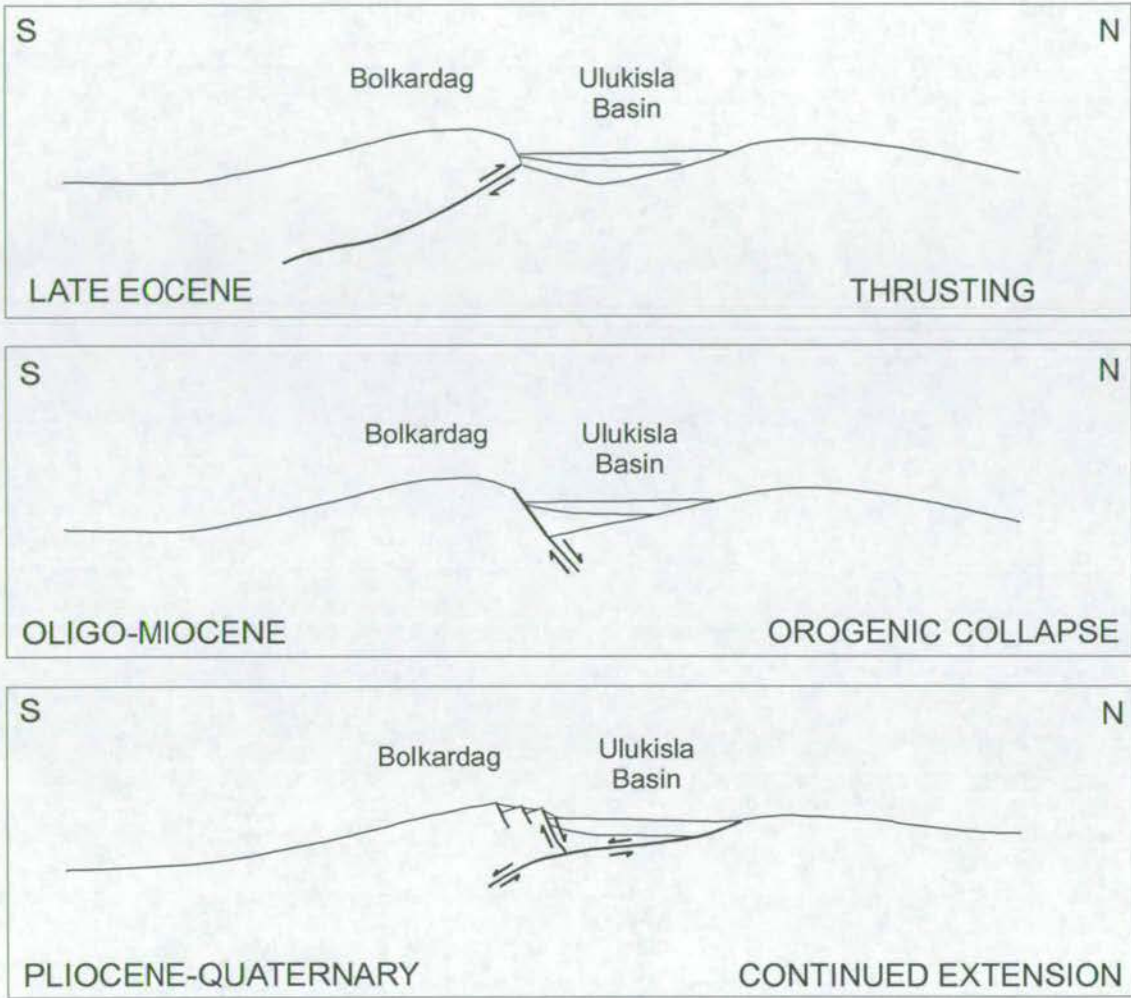 S
N
Bolkardag
Ulukisla
Basin
LATE EOCENE
THRUSTING
S
N
Bolkardag
Ulukisla
Basin
OLIGO-MIOCENE
OROGENIC COLLAPSE
S
N
Bolkardag
Ulukisla
Basin
PLIOCENE-QUATERNARY
CONTINUED EXTENSION